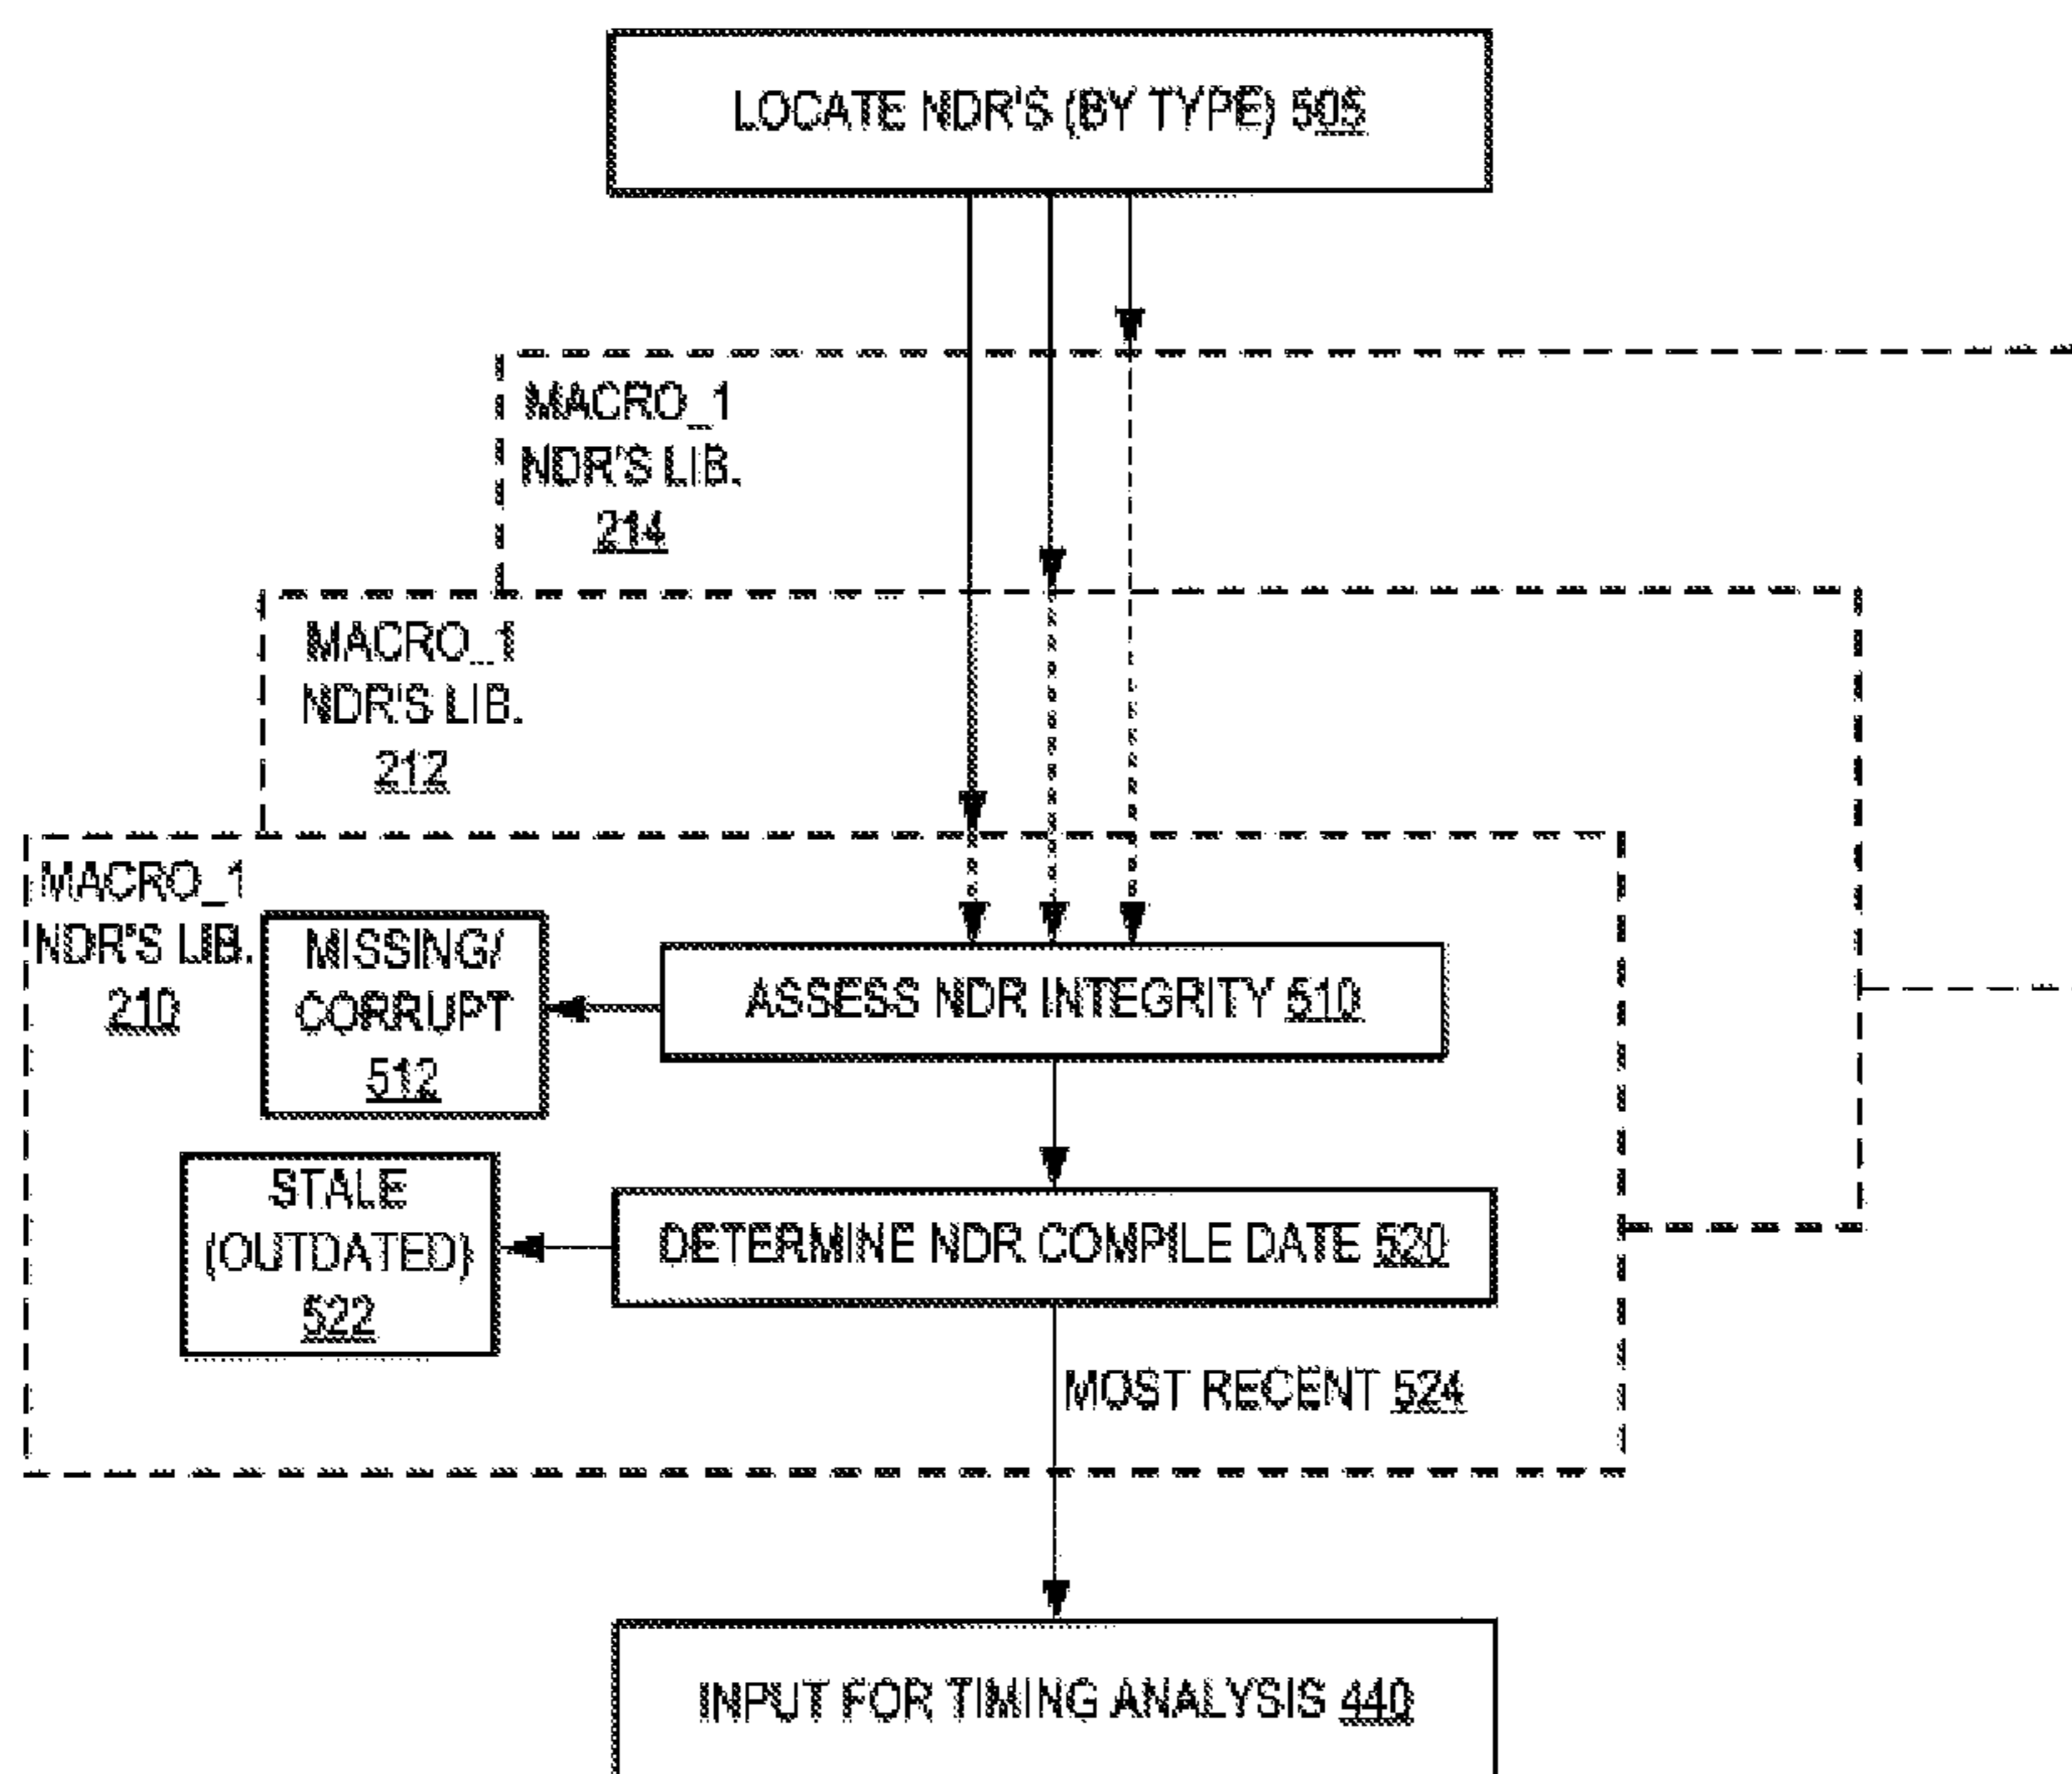 LOCATE NDR'S (BY TYPE) 505
MACRO_1
NDR'S LIB.
214
MACRO_1
NDR'S LIB.
212
MACRO_1
NDR'S LIB.
210
MISSING/
CORRUPT
512
ASSESS NDR INTEGRITY 510
STALE
(OUTDATED)
522
DETERMINE NDR COMPILE DATE 520
MOST RECENT 524
INPUT FOR TIMING ANALYSIS 440